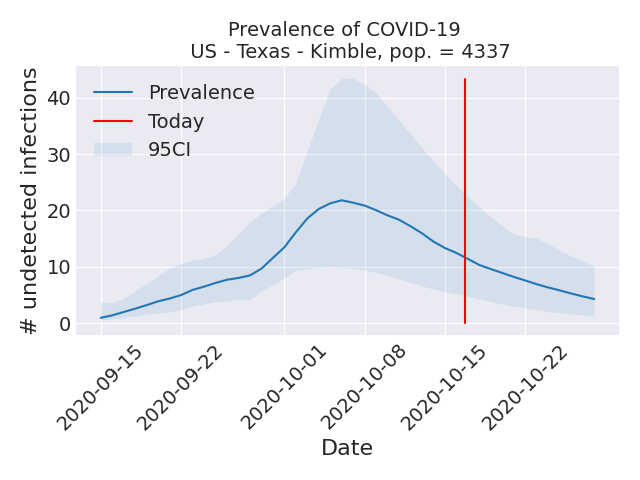 Prevalence of COVID-19
US - Texas - Kimble, pop. = 4337
# undetected infections
40
30
20
10
0
Prevalence
Today
95CI
2020-09-15
2020-09-22
2020-10-01
2020-10-08
2020-10-15
2020-10-22
Date